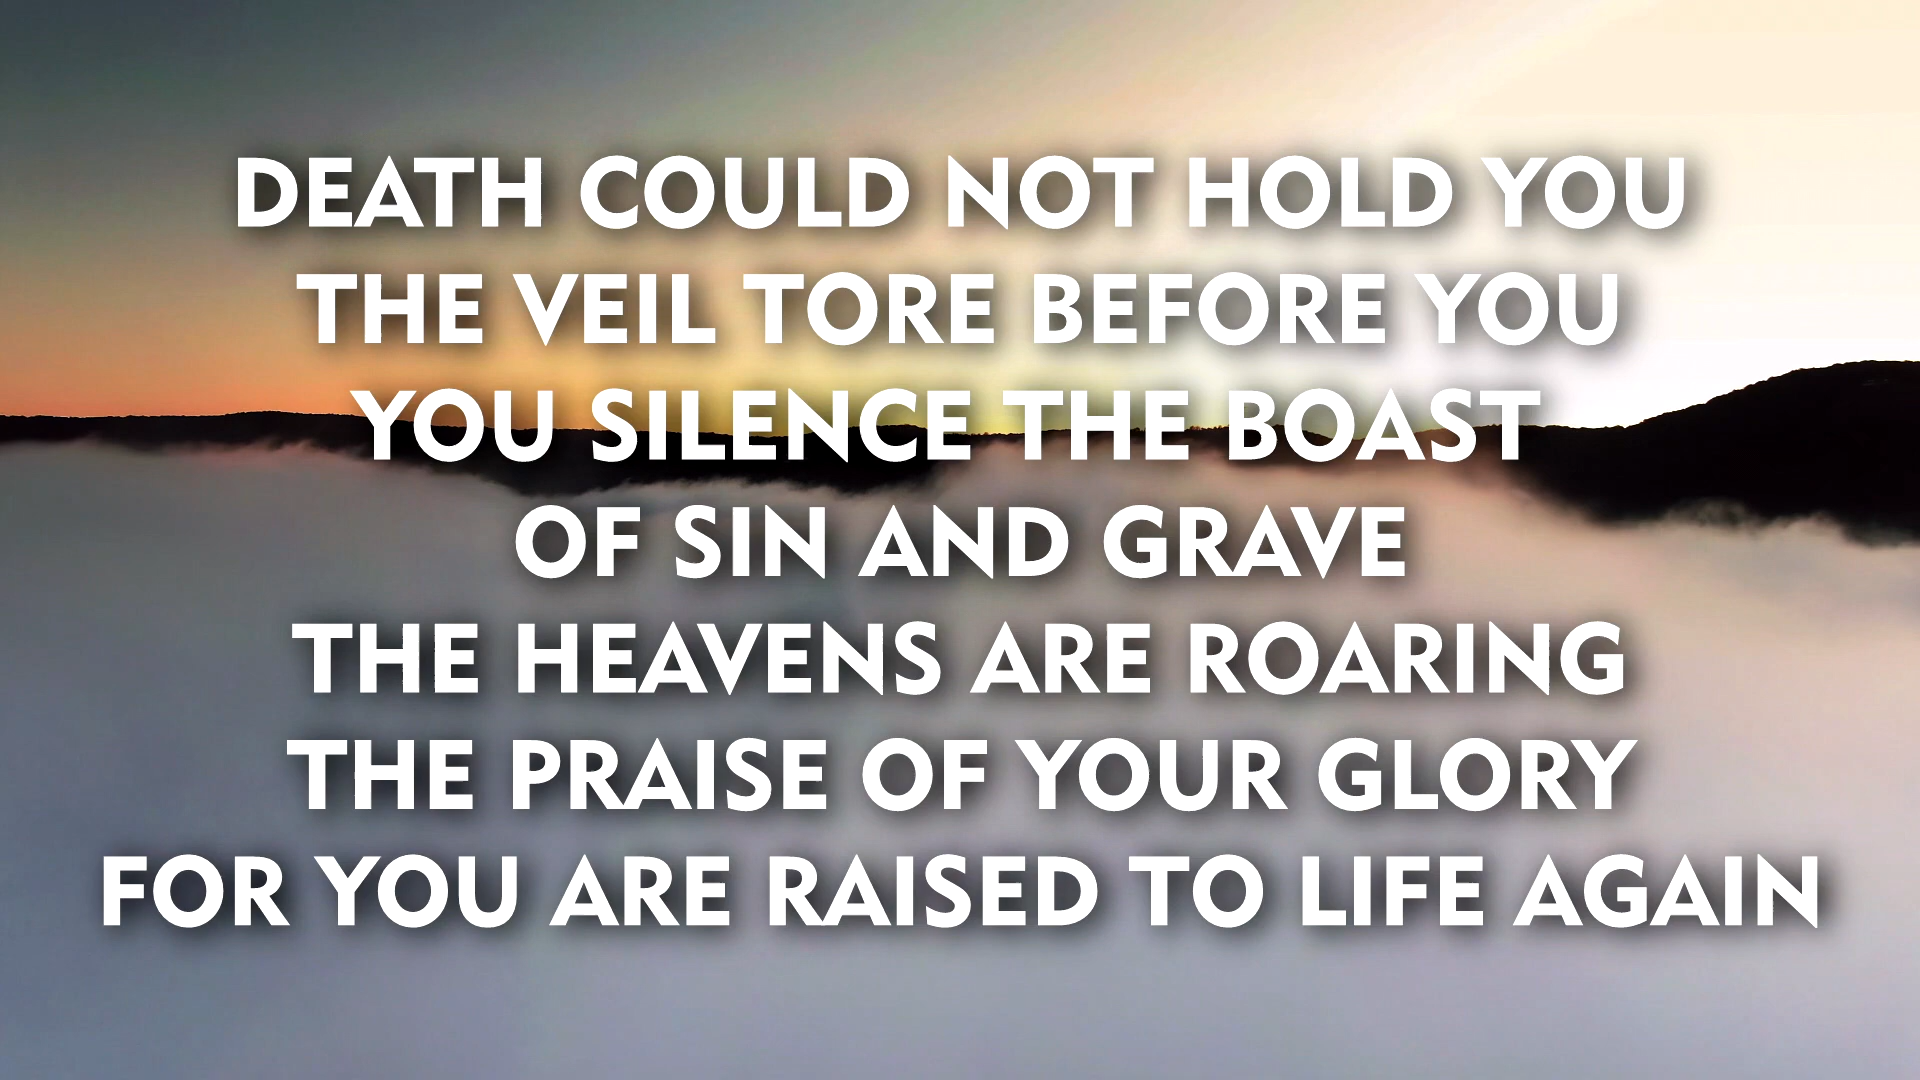 DEATH COULD NOT HOLD YOU
THE VEIL TORE BEFORE YOU
YOU SILENCE THE BOAST
OF SIN AND GRAVE
THE HEAVENS ARE ROARING
THE PRAISE OF YOUR GLORY
FOR YOU ARE RAISED TO LIFE AGAIN